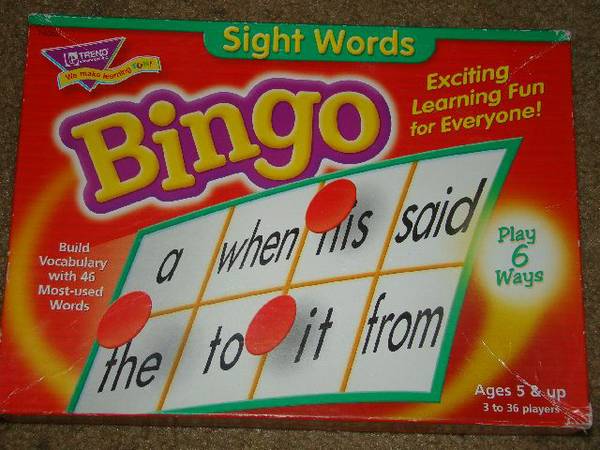 Sight Words
TREND
We make learning FUN!
Exciting
Learning Fun
for Everyone!
Bingo
a when his said
the to it from
Build
Vocabulary
with 46
Most-used
Words
Play
6
Ways
Ages 5 & up
3 to 36 players